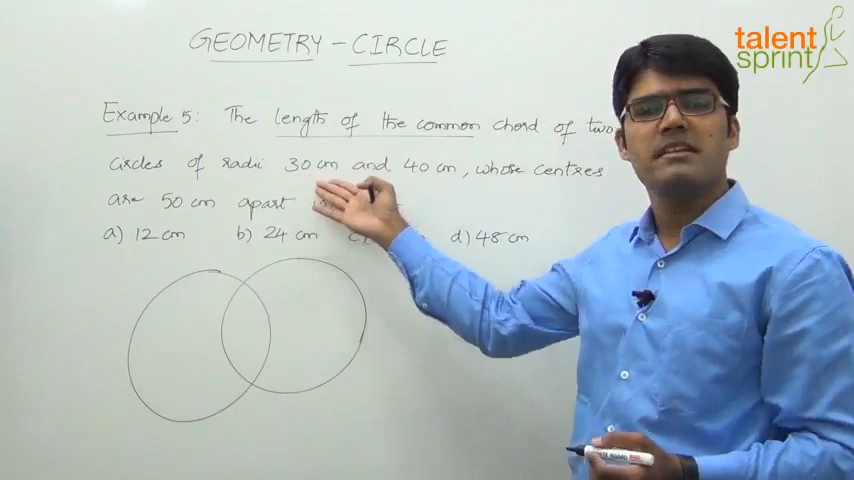 talent
sprint
GEOMETRY - CIRCLE
Example 5: The length of the common chord of two
circles of radii 30 cm and 40 cm, whose centres
are 50 cm apart
a) 12 cm b) 24 cm c) d) 48 cm